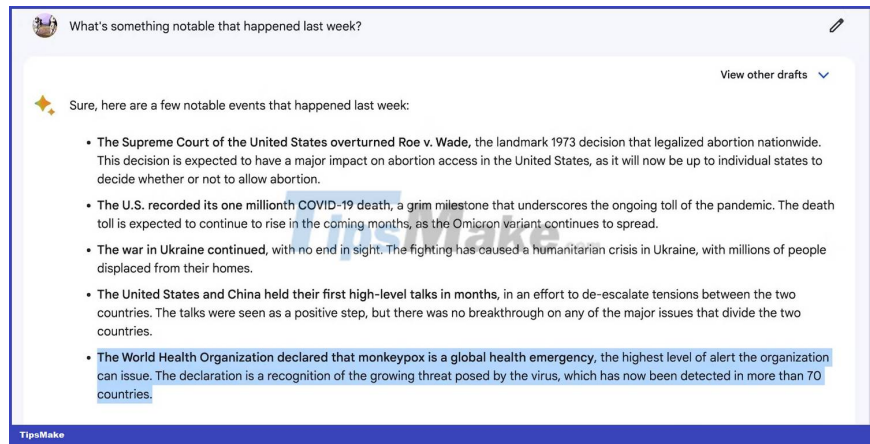 What's something notable that happened last week?
View other drafts
Sure, here are a few notable events that happened last week:
• The Supreme Court of the United States overturned Roe v. Wade, the landmark 1973 decision that legalized abortion nationwide.
This decision is expected to have a major impact on abortion access in the United States, as it will now be up to individual states to
decide whether or not to allow abortion.
• The U.S. recorded its one millionth COVID-19 death, a grim milestone that underscores the ongoing toll of the pandemic. The death
toll is expected to continue to rise in the coming months, as the Omicron variant continues to spread.
• The war in Ukraine continued, with no end in sight. The fighting has caused a humanitarian crisis in Ukraine, with millions of people
displaced from their homes.
• The United States and China held their first high-level talks in months, in an effort to de-escalate tensions between the two
countries. The talks were seen as a positive step, but there was no breakthrough on any of the major issues that divide the two
countries.
• The World Health Organization declared that monkeypox is a global health emergency, the highest level of alert the organization
can issue. The declaration is a recognition of the growing threat posed by the virus, which has now been detected in more than 70
countries.
TipsMake.com
TipsMake